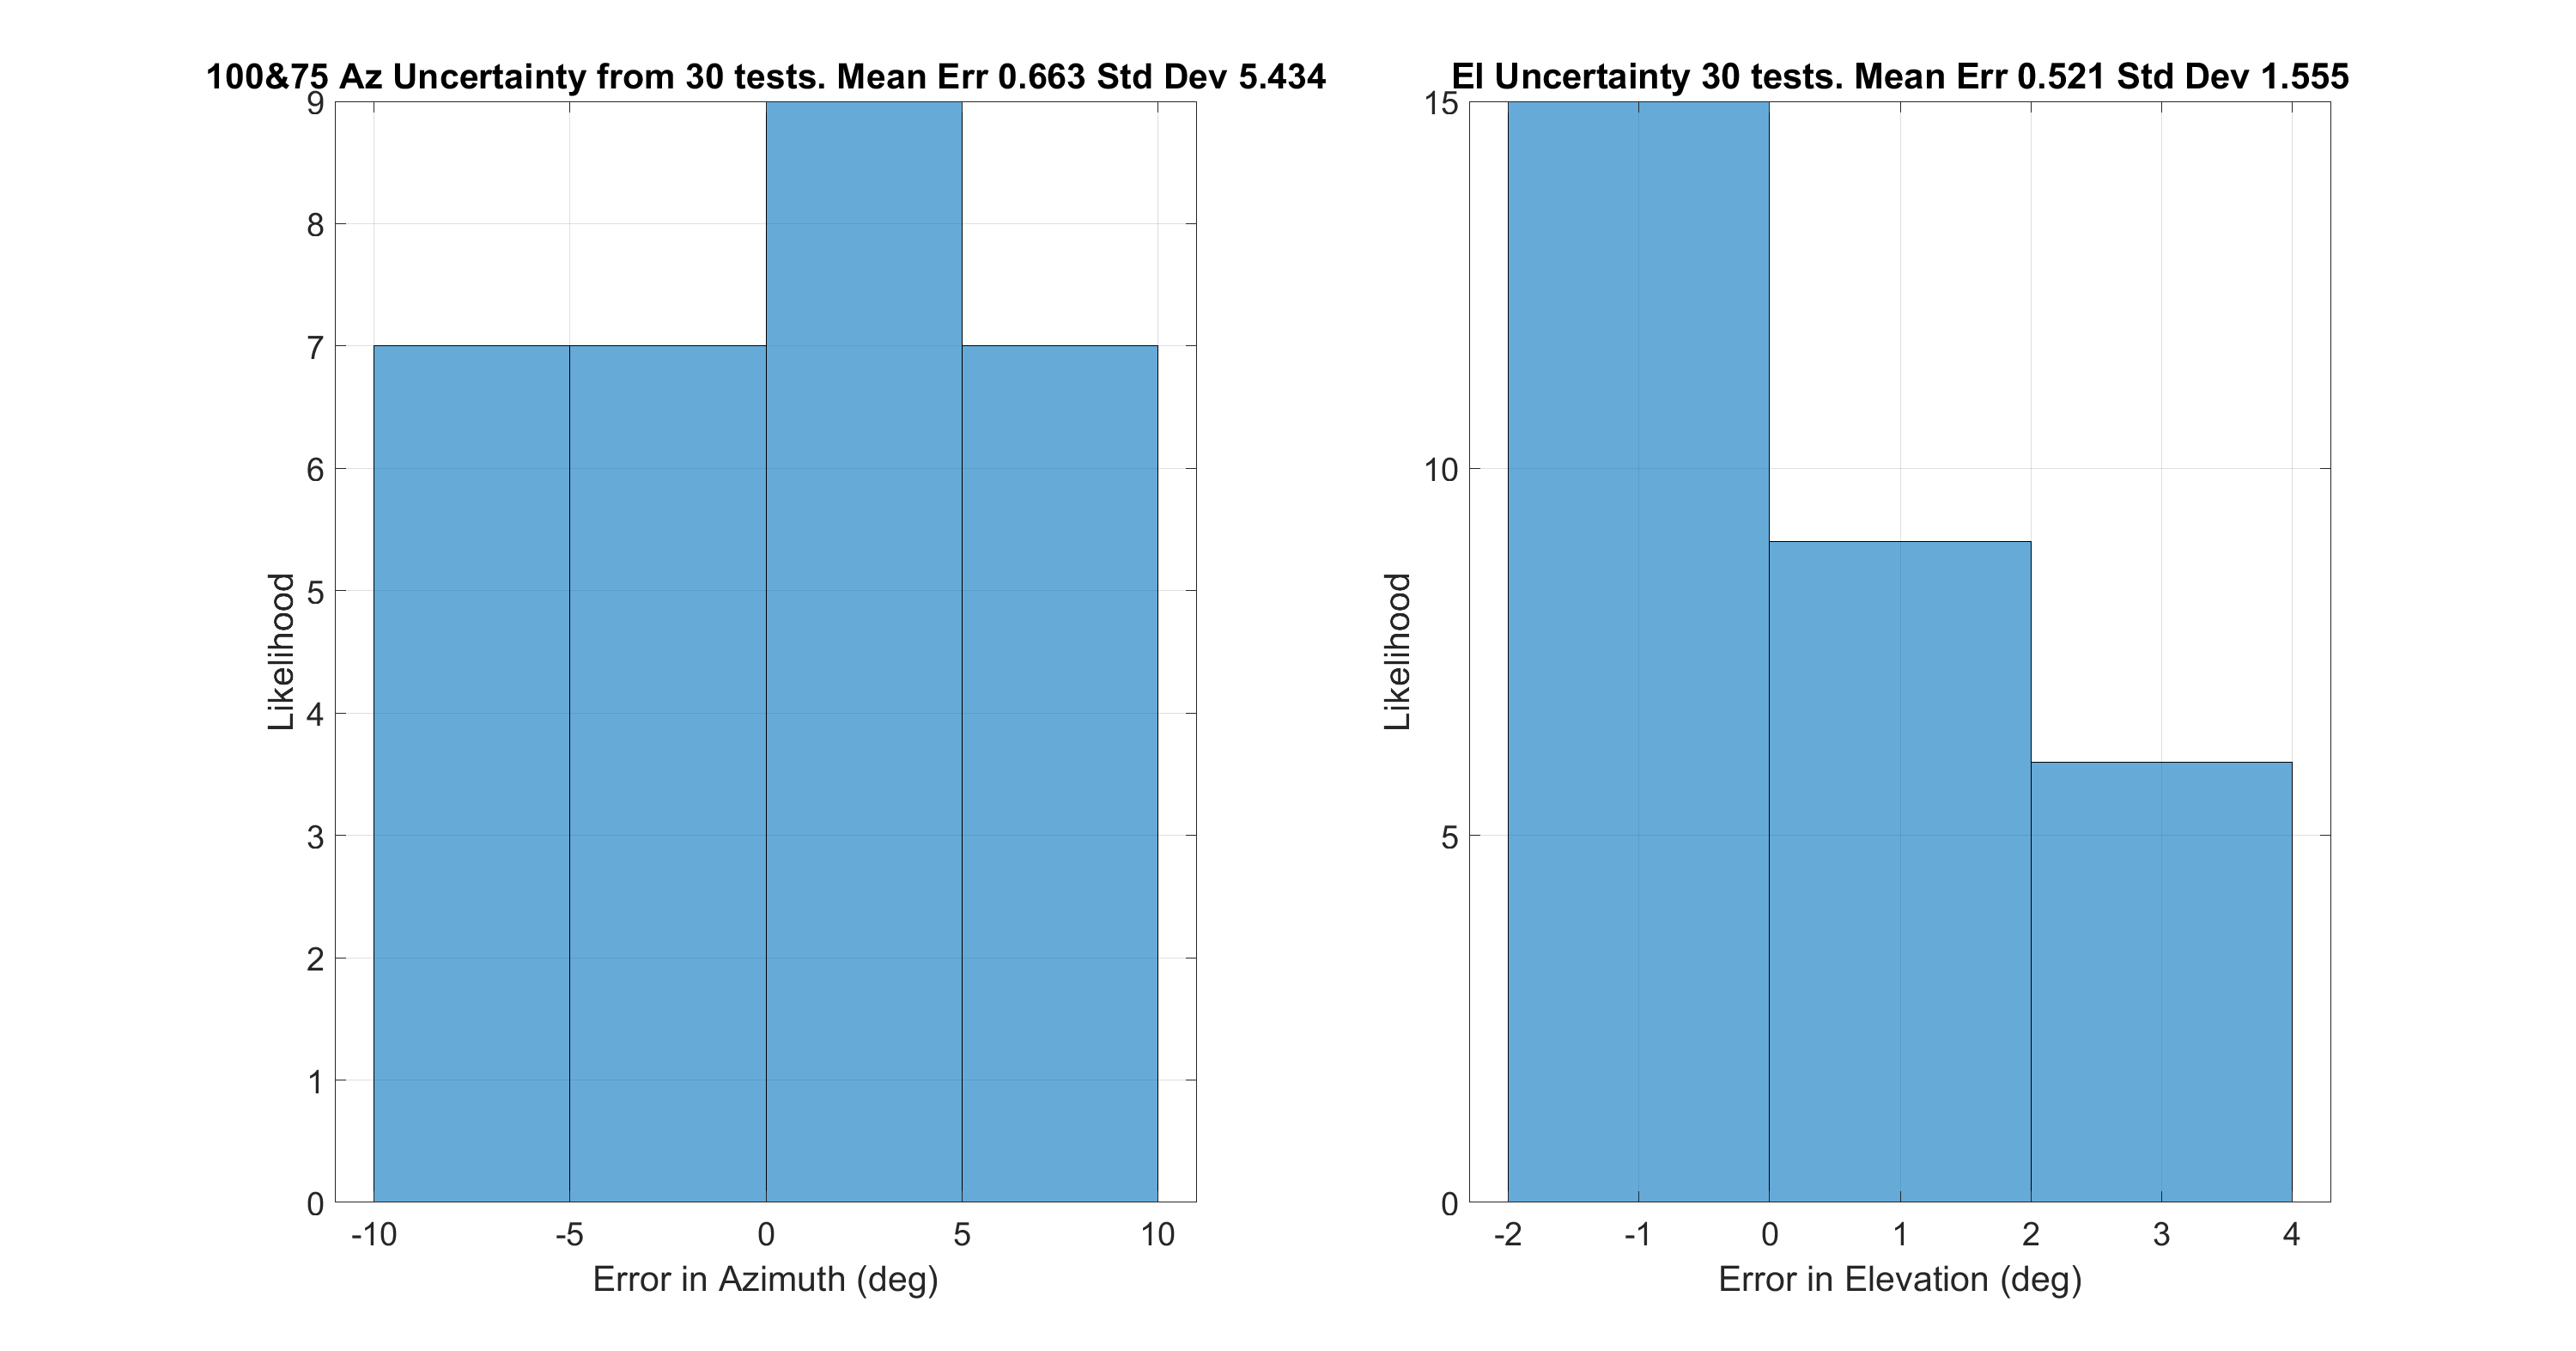 100&75 Az Uncertainty from 30 tests. Mean Err 0.663 Std Dev 5.434
9
8
7
6
5
4
3
2
1
0
Likelihood
-10 -5 0 5 10
Error in Azimuth (deg)
El Uncertainty 30 tests. Mean Err 0.521 Std Dev 1.555
15
10
5
0
Likelihood
-2 -1 0 1 2 3 4
Error in Elevation (deg)